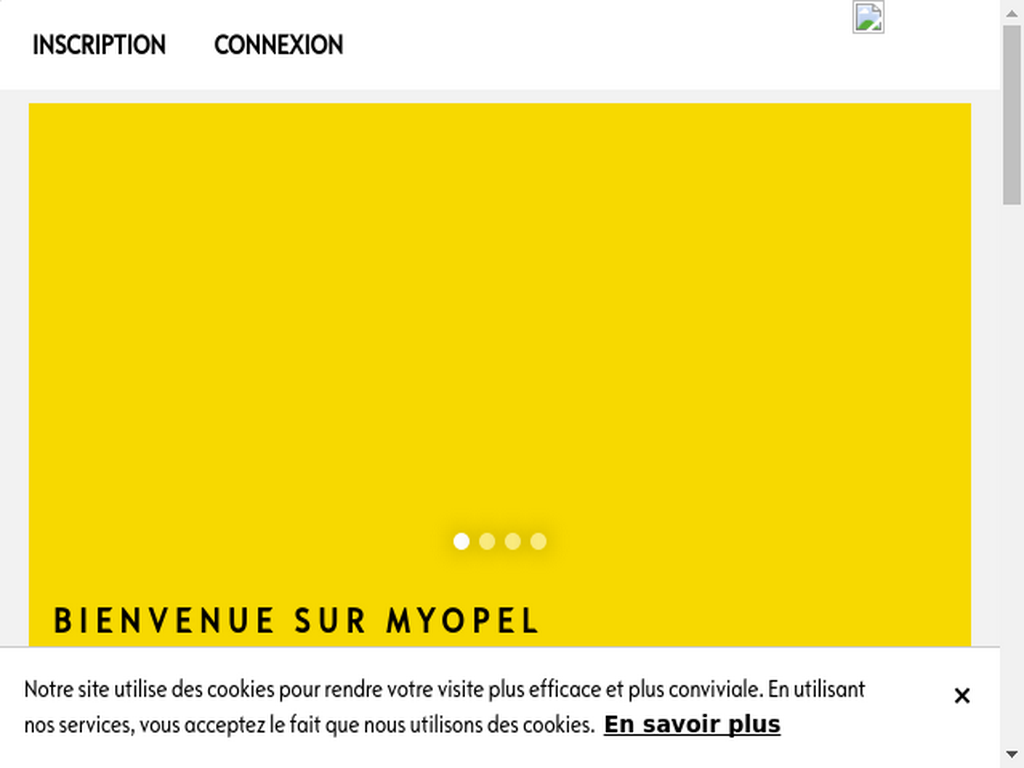 INSCRIPTION CONNEXION
BIENVENUE SUR MYOPEL
Notre site utilise des cookies pour rendre votre visite plus efficace et plus conviviale. En utilisant
nos services, vous acceptez le fait que nous utilisons des cookies. En savoir plus